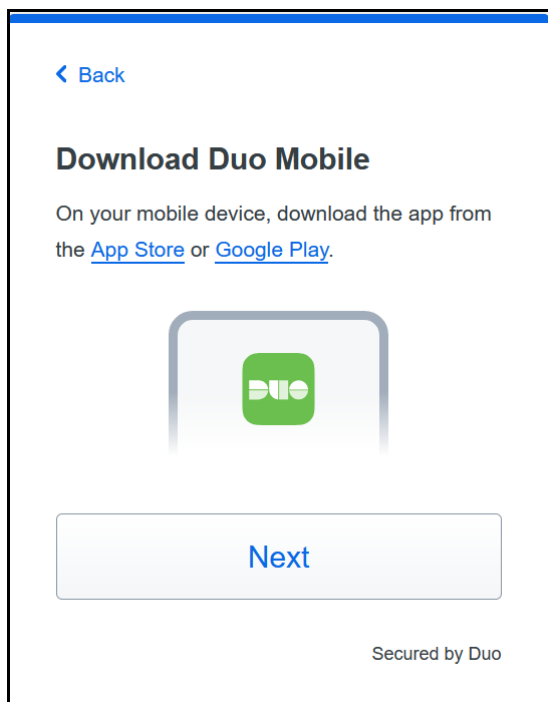 Back
Download Duo Mobile
On your mobile device, download the app from
the App Store or Google Play.
DUO
Next
Secured by Duo